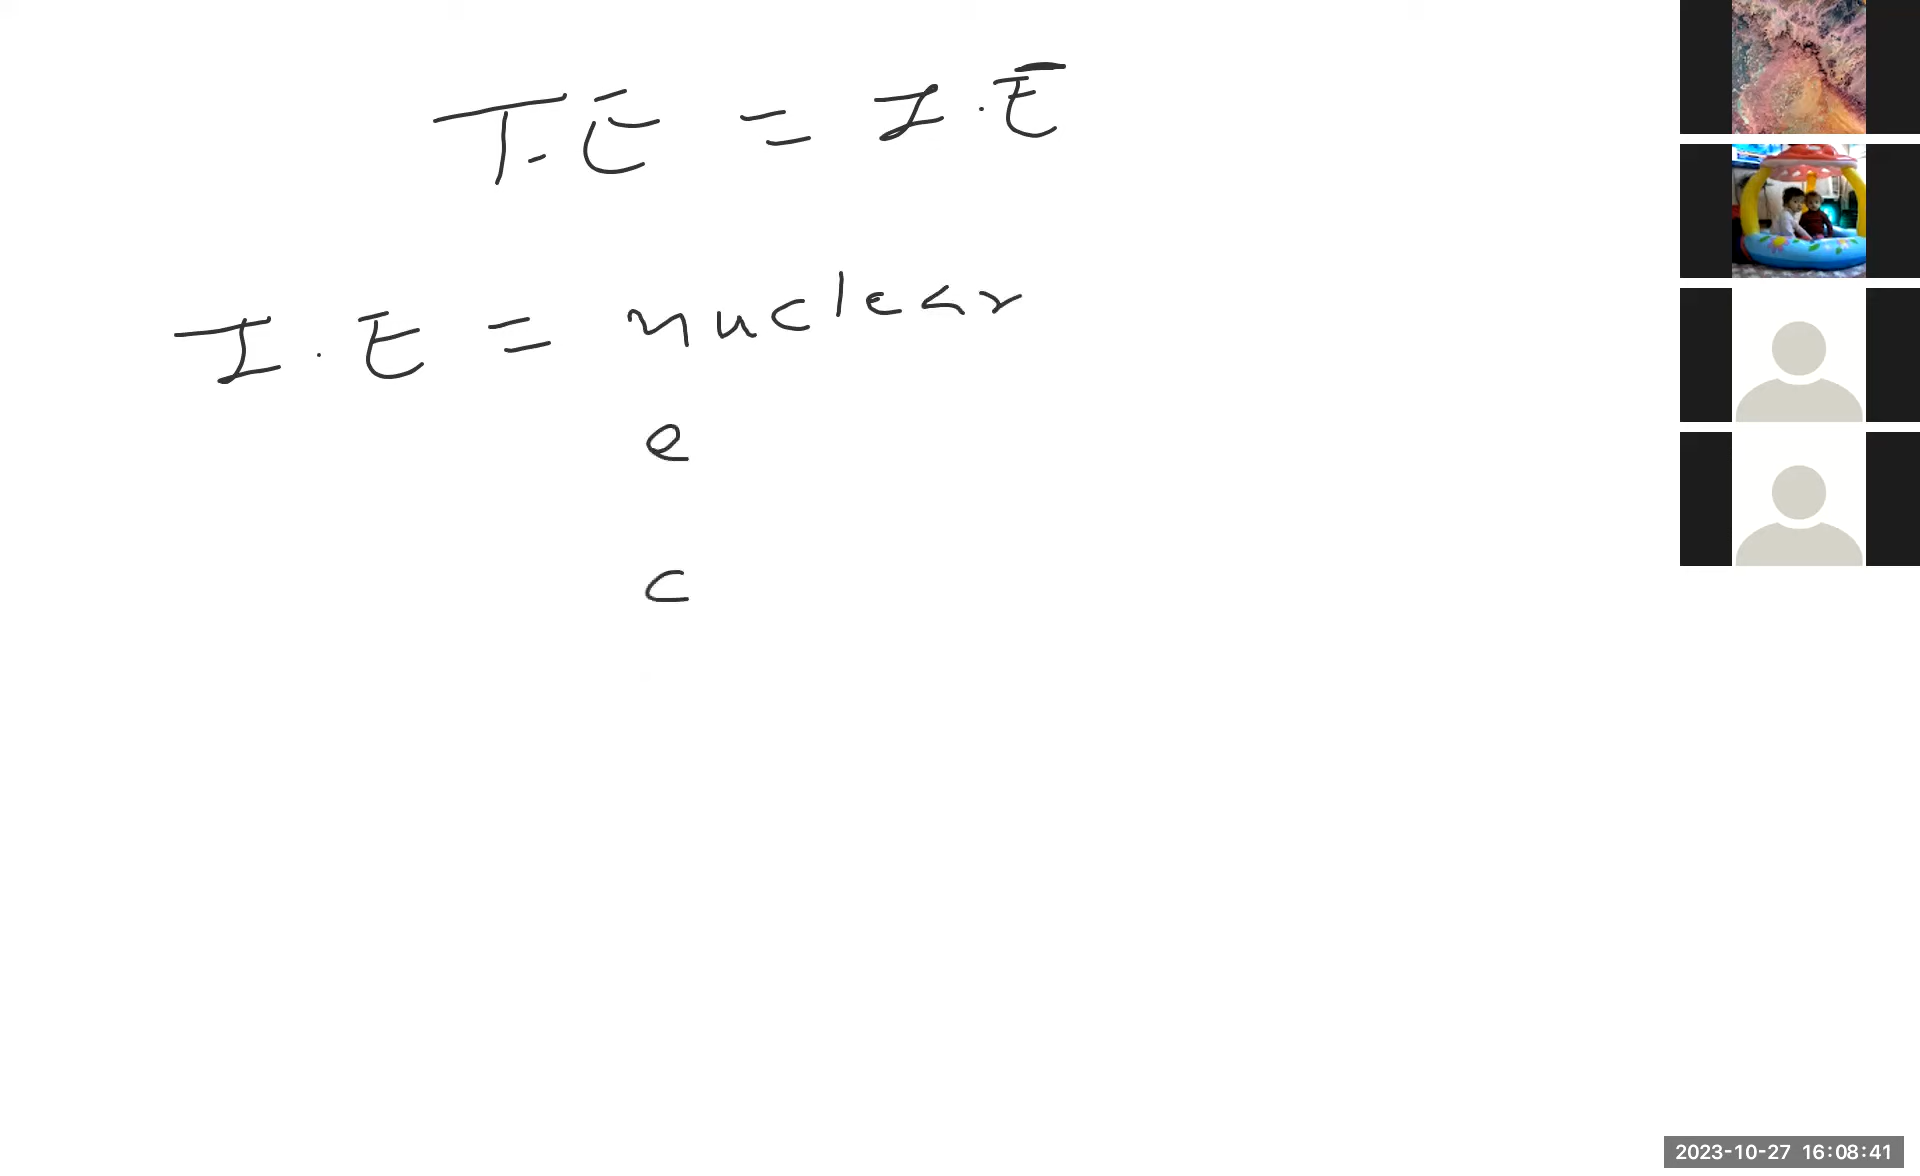 T.E = I.E
I.E = nuclear
e
c
2023-10-27 16:08:41